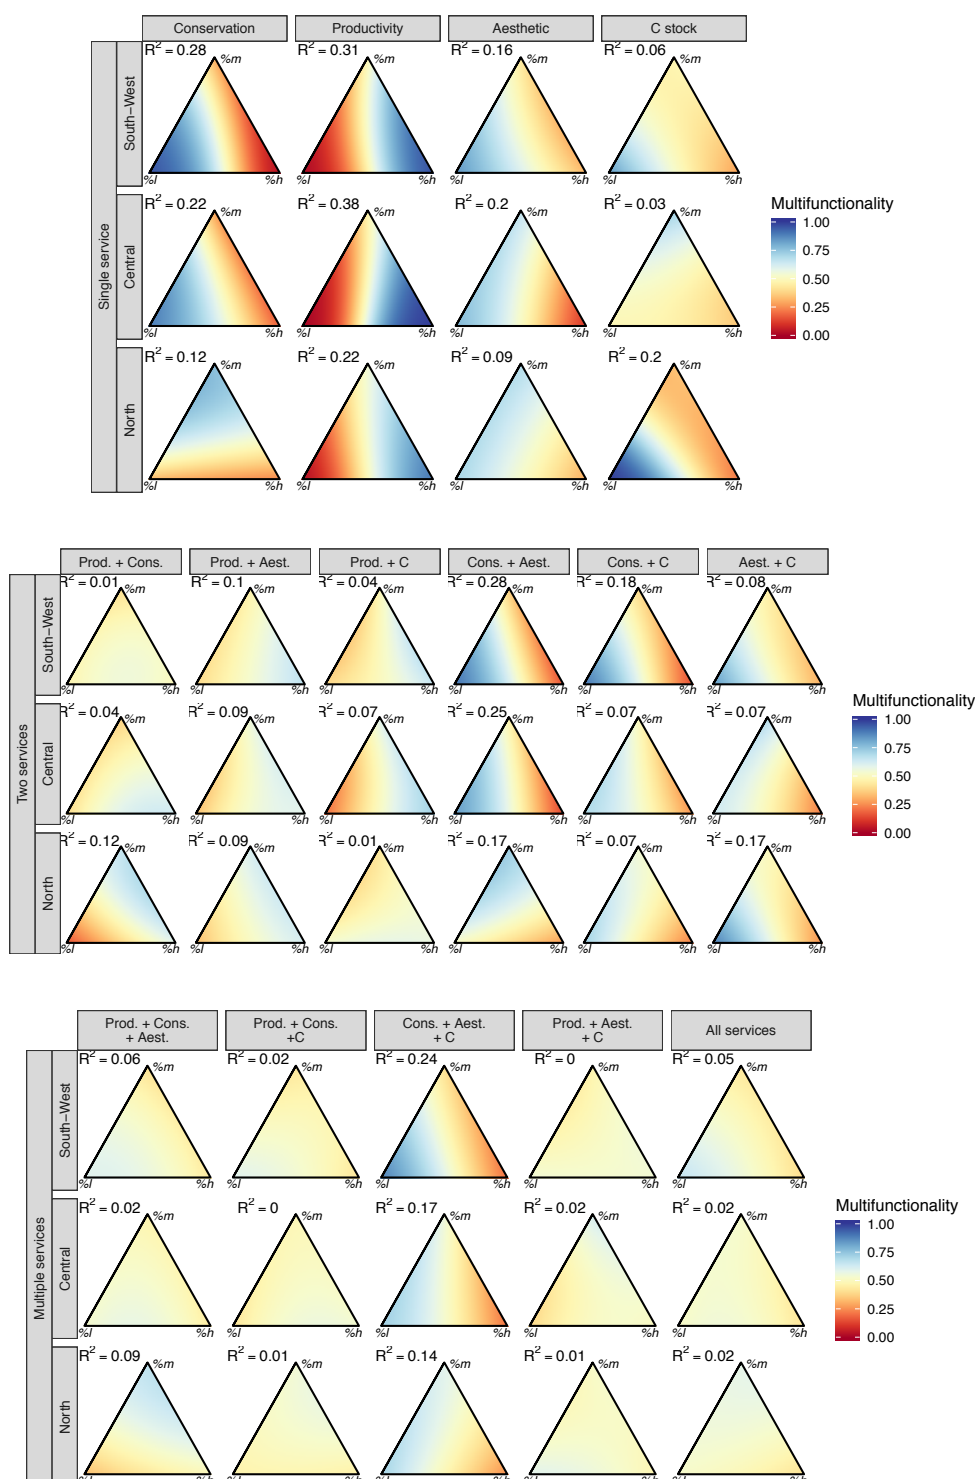 Conservation Productivity Aesthetic C stock
Single service
South−West
R² = 0.28 R² = 0.31 R² = 0.16 R² = 0.06
%m %m %m %m
%l %h %l %h %l %h %l %h
Central
R² = 0.22 R² = 0.38 R² = 0.2 R² = 0.03
%m %m %m %m
%l %h %l %h %l %h %l %h
North
R² = 0.12 R² = 0.22 R² = 0.09 R² = 0.2
%m %m %m %m
%l %h %l %h %l %h %l %h
Multifunctionality
1.00
0.75
0.50
0.25
0.00
Prod. + Cons. Prod. + Aest. Prod. + C Cons. + Aest. Cons. + C Aest. + C
Two services
South−West
R² = 0.01 R² = 0.1 R² = 0.04 R² = 0.28 R² = 0.18 R² = 0.08
%m %m %m %m %m %m
%l %h %l %h %l %h %l %h %l %h %l %h
Central
R² = 0.04 R² = 0.09 R² = 0.07 R² = 0.25 R² = 0.07 R² = 0.07
%m %m %m %m %m %m
%l %h %l %h %l %h %l %h %l %h %l %h
North
R² = 0.12 R² = 0.09 R² = 0.01 R² = 0.17 R² = 0.07 R² = 0.17
%m %m %m %m %m %m
%l %h %l %h %l %h %l %h %l %h %l %h
Multifunctionality
1.00
0.75
0.50
0.25
0.00
Prod. + Cons. Prod. + Cons. Cons. + Aest. Prod. + Aest. All services
+ Aest. +C + C + C
Multiple services
South−West
R² = 0.06 R² = 0.02 R² = 0.24 R² = 0 R² = 0.05
%m %m %m %m %m
%l %h %l %h %l %h %l %h %l %h
Central
R² = 0.02 R² = 0 R² = 0.17 R² = 0.02 R² = 0.02
%m %m %m %m %m
%l %h %l %h %l %h %l %h %l %h
North
R² = 0.09 R² = 0.01 R² = 0.14 R² = 0.01 R² = 0.02
%m %m %m %m %m
Multifunctionality
1.00
0.75
0.50
0.25
0.00